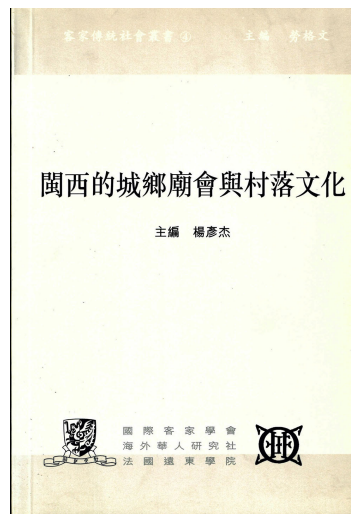 客家傳統社會叢書④ 主編 勞格文
閩西的城鄉廟會與村落文化
主編 楊彥杰
國際客家學會
海外華人研究社
法國遠東學院